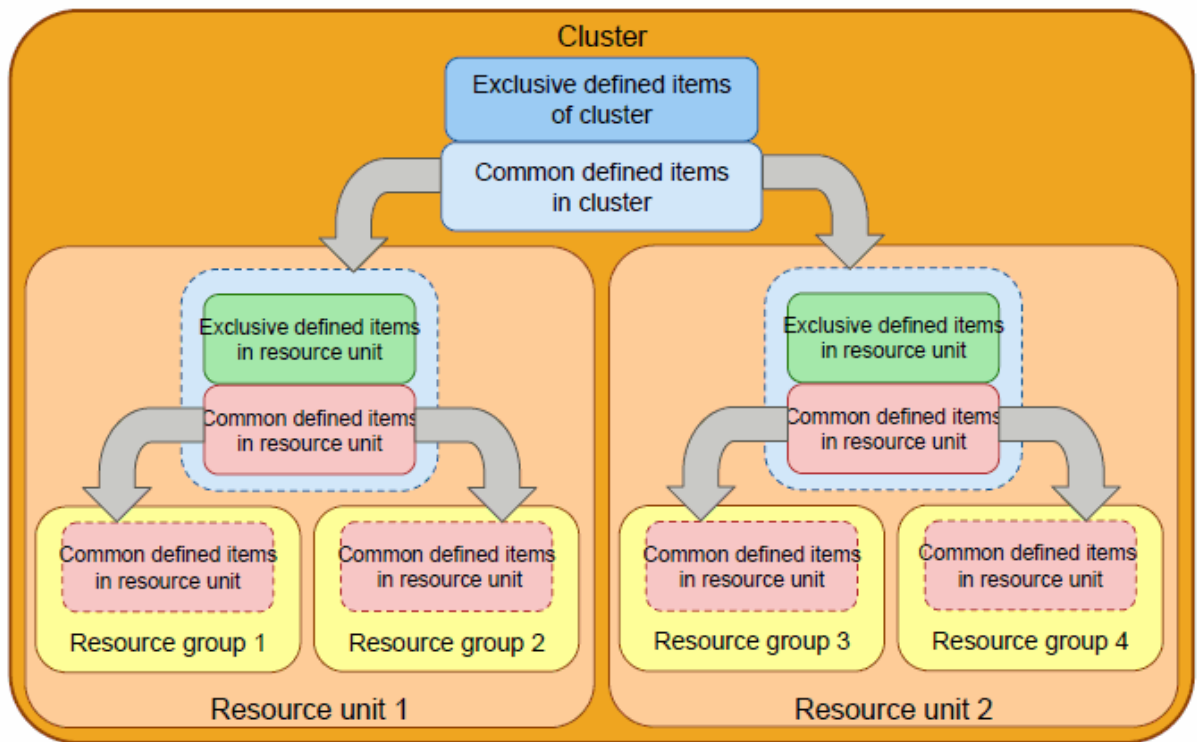 Cluster
Exclusive defined items
of cluster
Common defined items
in cluster
Exclusive defined items
in resource unit
Common defined items
in resource unit
Common defined items
in resource unit
Resource group 1
Common defined items
in resource unit
Resource group 2
Resource unit 1
Exclusive defined items
in resource unit
Common defined items
in resource unit
Common defined items
in resource unit
Resource group 3
Common defined items
in resource unit
Resource group 4
Resource unit 2